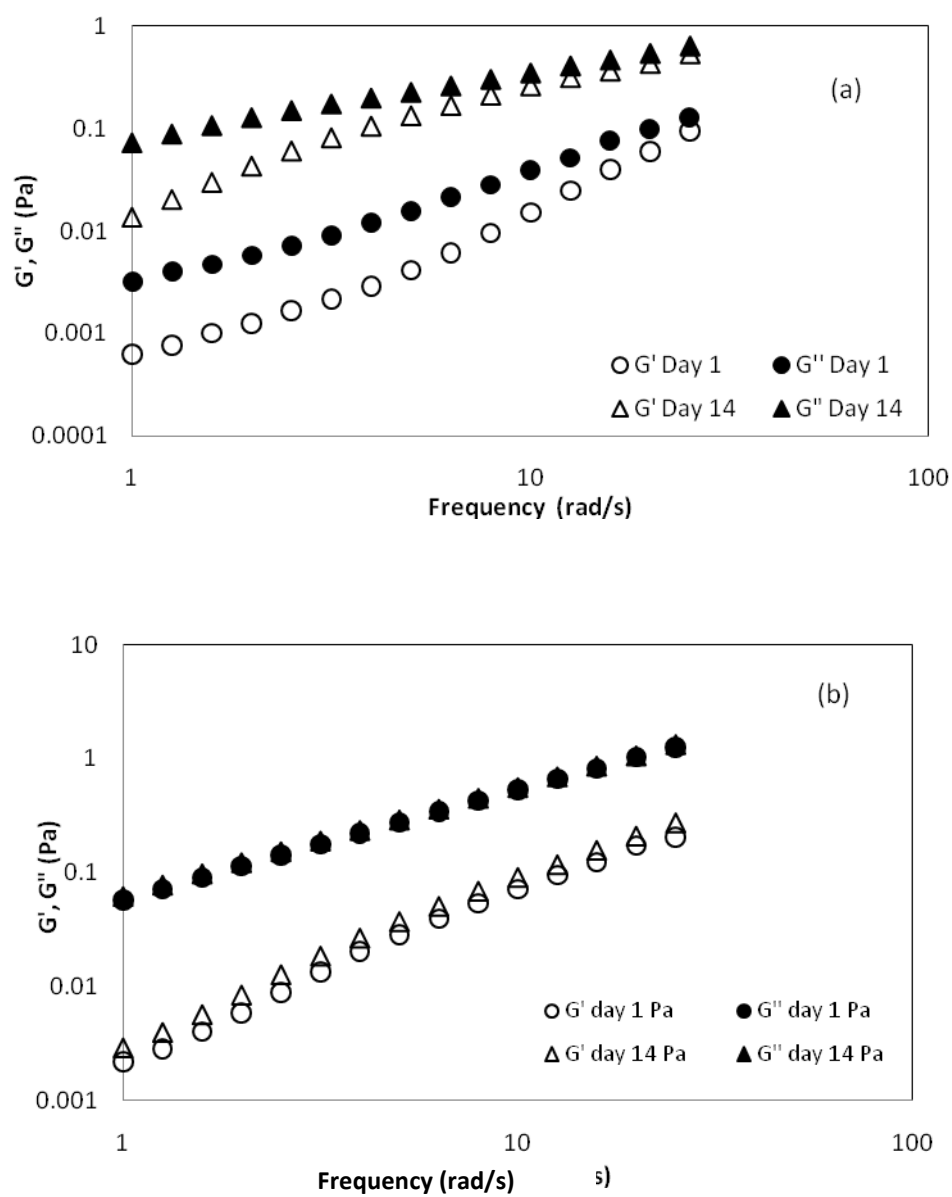 1
(a)
0.1
G', G" (Pa)
0.01
0.001
G' Day 1 G" Day 1
G' Day 14 G" Day 14
0.0001
1 10 100
Frequency (rad/s)
10
(b)
1
G', G" (Pa)
0.1
0.01
G' day 1 Pa G" day 1 Pa
G' day 14 Pa G" day 14 Pa
0.001
1 10 100
Frequency (rad/s) s)